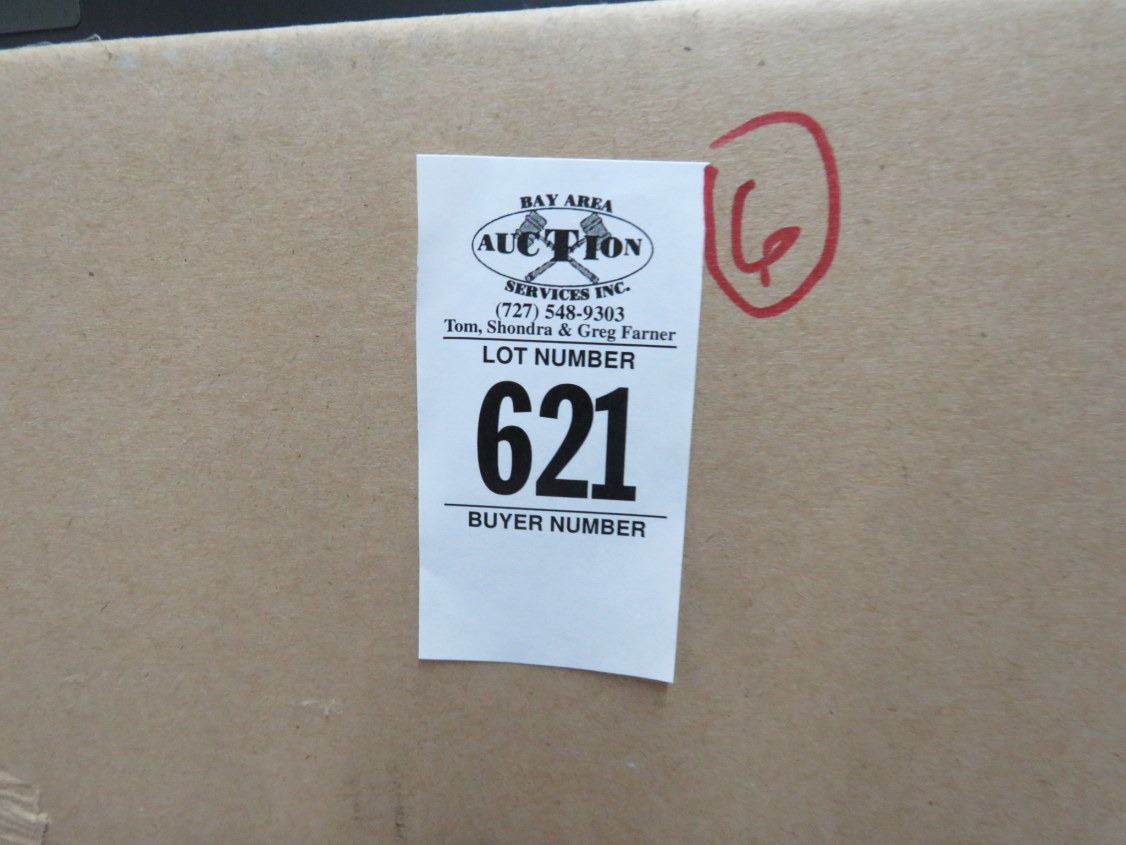 BAY AREA
AUCTION
SERVICES INC.
(727) 548-9303
Tom, Shondra & Greg Farner
LOT NUMBER
621
BUYER NUMBER
6